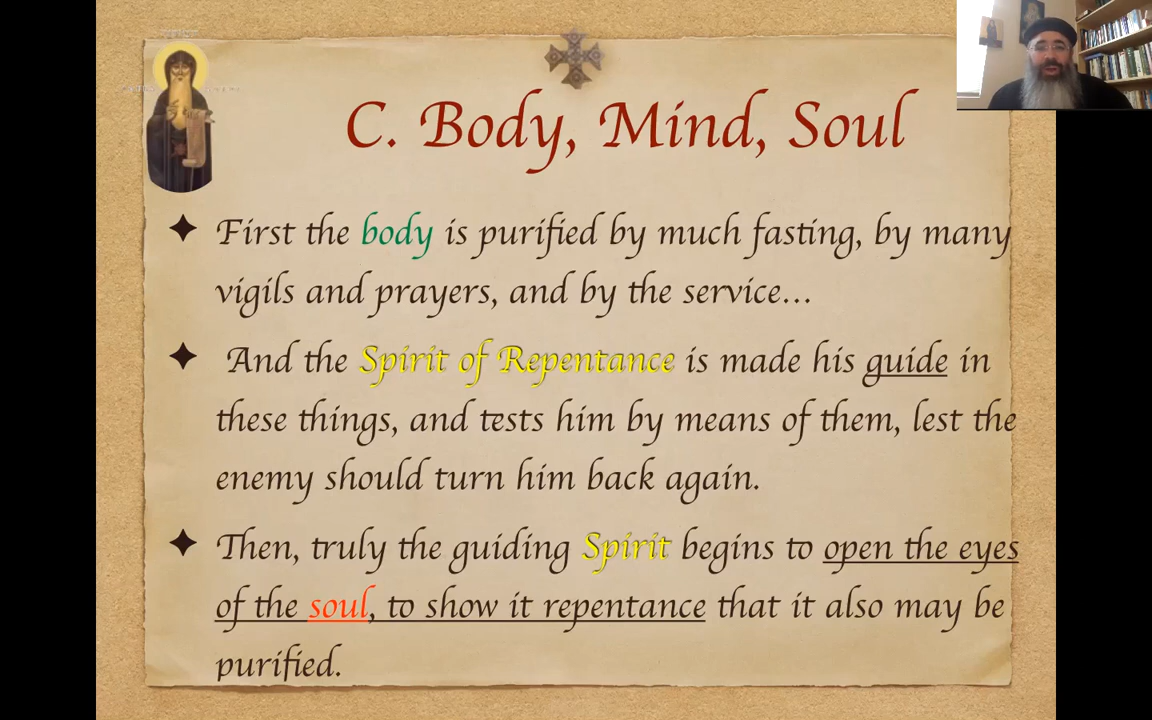 C. Body, Mind, Soul
First the body is purified by much fasting, by many
vigils and prayers, and by the service...
And the Spirit of Repentance is made his guide in
these things, and tests him by means of them, lest the
enemy should turn him back again.
Then, truly the guiding Spirit begins to open the eyes
of the soul, to show it repentance that it also may be
purified.